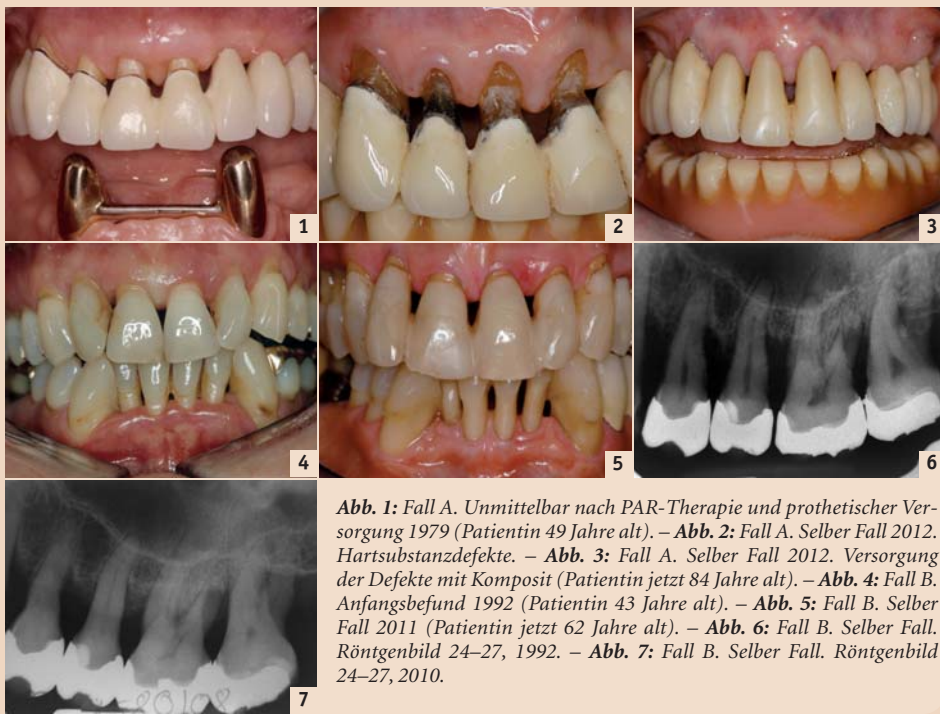 1
2
3
4
5
6
7
Abb. 1: Fall A. Unmittelbar nach PAR-Therapie und prothetischer Ver-
sorgung 1979 (Patientin 49 Jahre alt). – Abb. 2: Fall A. Selber Fall 2012.
Hartsubstanzdefekte. – Abb. 3: Fall A. Selber Fall 2012. Versorgung
der Defekte mit Komposit (Patientin jetzt 84 Jahre alt). – Abb. 4: Fall B.
Anfangsbefund 1992 (Patientin 43 Jahre alt). – Abb. 5: Fall B. Selber
Fall 2011 (Patientin jetzt 62 Jahre alt). – Abb. 6: Fall B. Selber Fall.
Röntgenbild 24–27, 1992. – Abb. 7: Fall B. Selber Fall. Röntgenbild
24–27, 2010.